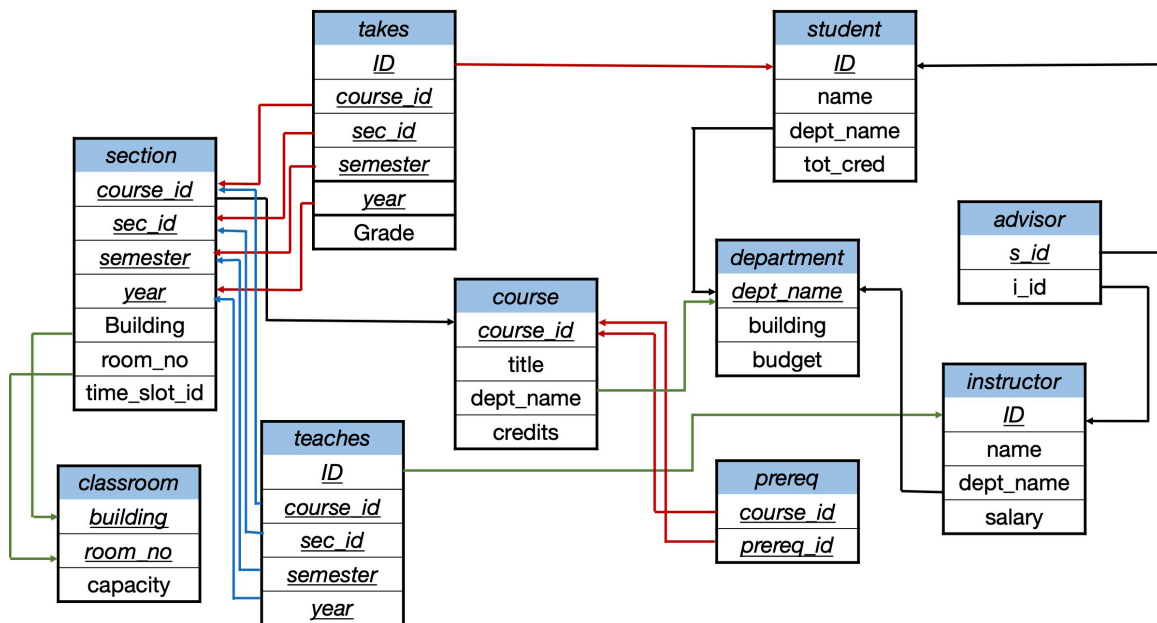 takes
ID
course_id
sec_id
semester
year
Grade
student
ID
name
dept_name
tot_cred
section
course_id
sec_id
semester
year
Building
room_no
time_slot_id
advisor
s_id
i_id
department
dept_name
building
budget
course
course_id
title
dept_name
credits
instructor
ID
name
dept_name
salary
teaches
ID
course_id
sec_id
semester
year
classroom
building
room_no
capacity
prereq
course_id
prereq_id